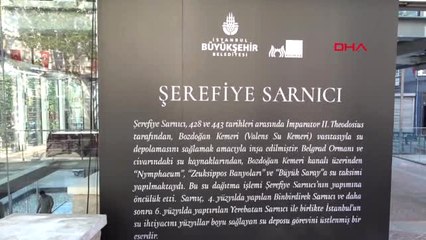 İSTANBUL
BÜYÜKŞEHİR
BELEDİYESİ
DHA
ŞEREFİYE SARNICI
Şerefiye Sarnıcı, 428 ve 443 tarihleri arasında İmparator II. Theodosius
tarafından, Bozdoğan Kemeri (Valens Su Kemeri) vasıtasıyla su
depolamasını sağlamak amacıyla inşa edilmiştir. Belgrad Ormanı ve
civarındaki su kaynaklarından, Bozdoğan Kemeri kanalı üzerinden
"Nymphaeum", "Zeuksippos Banyoları" ve "Büyük Saray"a su taksimi
yapılmaktaydı. Bu su dağıtma işlemi Şerefiye Sarnıcı'nın yapımına
öncülük etti. Sarnıç, 4. yüzyılda yapılan Binbirdirek Sarnıcı ve daha
sonra 6. yüzyılda yaptırılan Yerebatan Sarnıcı ile birlikte İstanbul'un
su ihtiyacını yüzyıllar boyu sağlayan su deposu görevini üstlenmiş bir
eserdir.